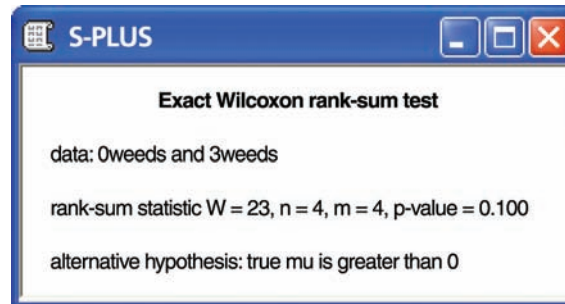 S-PLUS
Exact Wilcoxon rank-sum test
data: 0weeds and 3weeds
rank-sum statistic W = 23, n = 4, m = 4, p-value = 0.100
alternative hypothesis: true mu is greater than 0